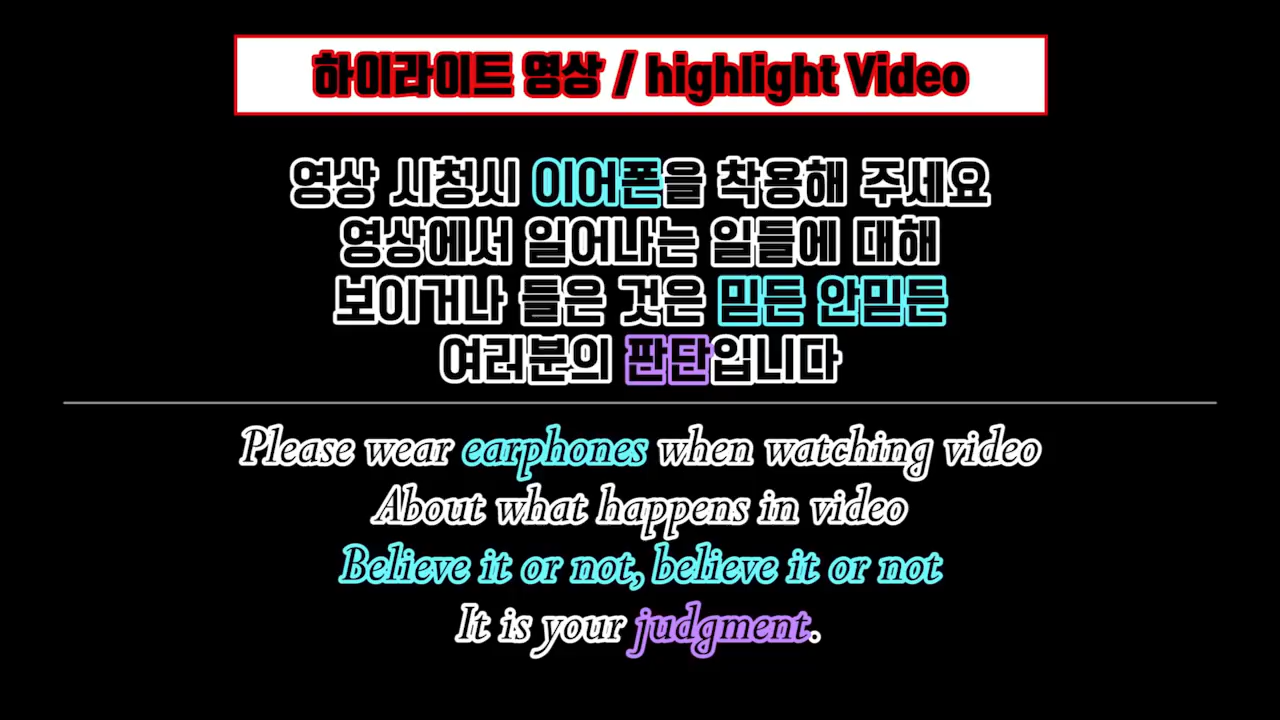 하이라이트 영상 / highlight Video
영상 시청시 이어폰을 착용해 주세요
영상에서 일어나는 일들에 대해
보이거나 들은 것은 믿든 안믿든
여러분의 판단입니다
Please wear earphones when watching video
About what happens in video
Believe it or not, believe it or not
It is your judgment.